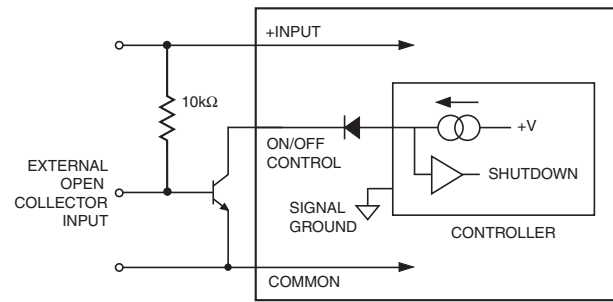 +INPUT
10kΩ
+V
ON/OFF
CONTROL
SHUTDOWN
EXTERNAL
OPEN
COLLECTOR
INPUT
SIGNAL
GROUND
CONTROLLER
COMMON